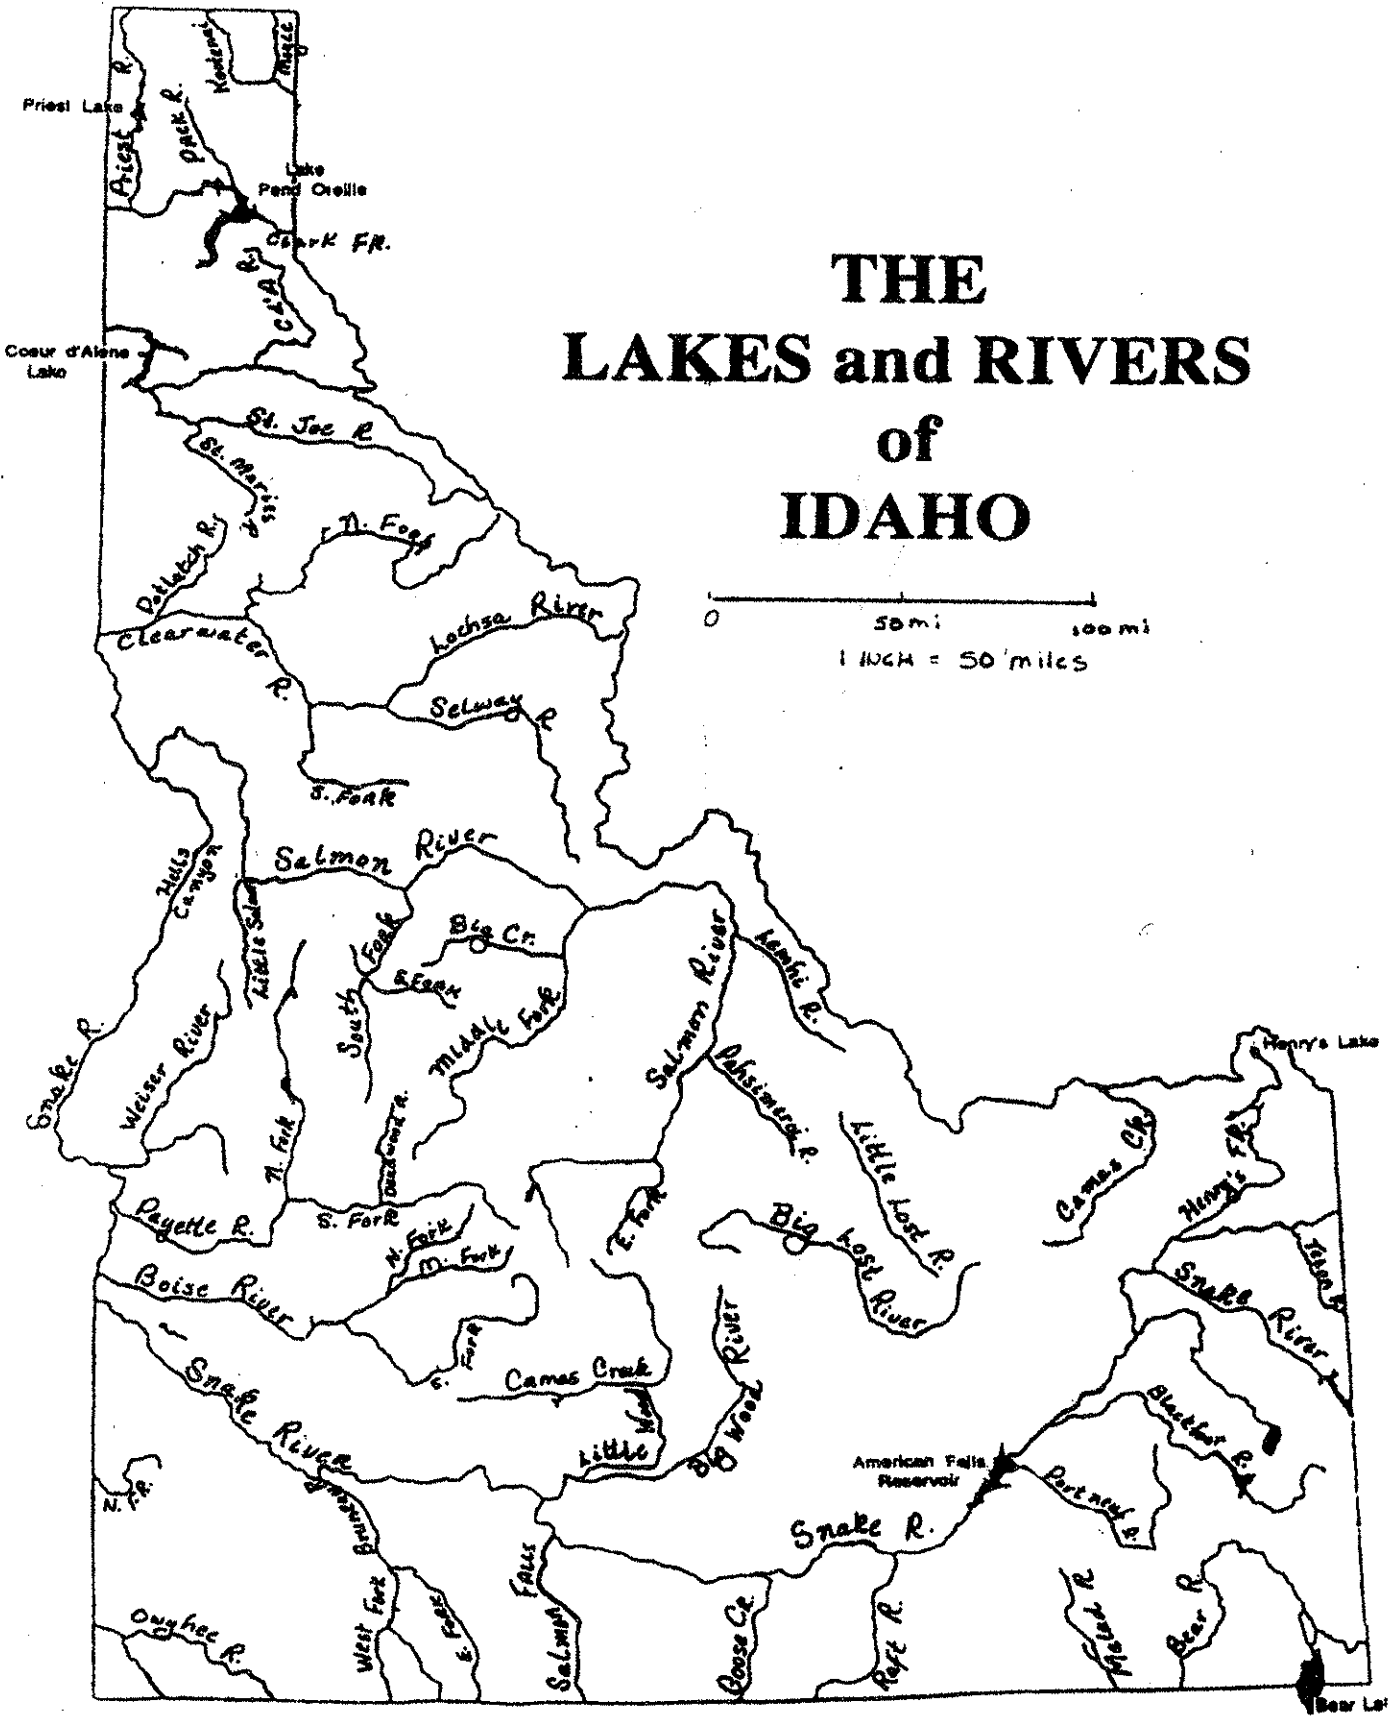 THE
LAKES and RIVERS
of
IDAHO
0
50 mi
100 mi
1 INCH = 50 miles
Kootenai
Priest Lake
Priest R.
Pack R.
Lake
Pend Oreille
Clark FK.
Cd'A R.
Coeur d'Alene
Lake
St. Joe R
St. Maries R
Potlatch R.
N. Fork
Clearwater R.
Lochsa River
Selway R
S. Fork
Hells
Canyon
Salmon River
Little Salmon
South Fork
E. Fork
Big Cr.
Middle Fork
Salmon River
Lemhi R.
Pahsimeroi R.
Snake R.
Weiser River
N. Fork
Deadwood R.
S. Fork
Payette R.
E. Fork
Little Lost R.
Big Lost River
Camas CR.
Henry's Lake
Henry's FK.
Teton R
Snake River
Boise River
N. Fork
M. Fork
S. Fork
Camas Creek
Little Wood
Big Wood River
Snake River
Blackfoot R.
American Falls
Reservoir
Portneuf R.
Snake R.
N. F.R.
Bruneau
West Fork
E. Fork
Owyhee R.
Salmon FALLS
Goose Cr.
Raft R.
Malad R
Bear R
Bear La